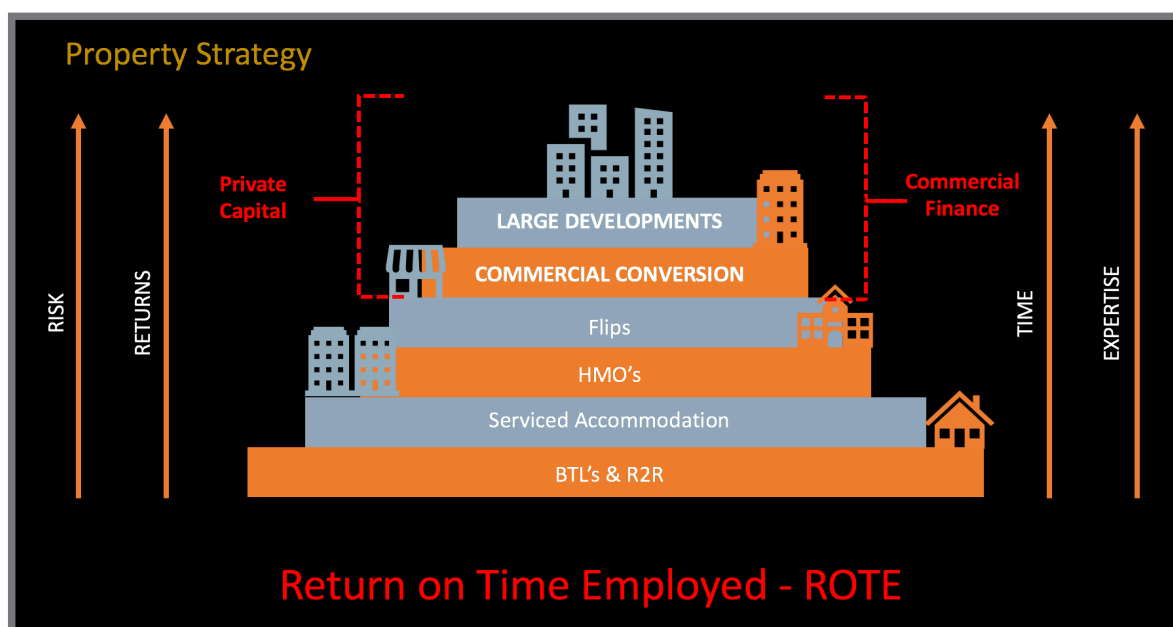 Property Strategy
RISK
RETURNS
Private
Capital
LARGE DEVELOPMENTS
COMMERCIAL CONVERSION
Flips
HMO's
Serviced Accommodation
BTL's & R2R
Commercial
Finance
TIME
EXPERTISE
Return on Time Employed - ROTE